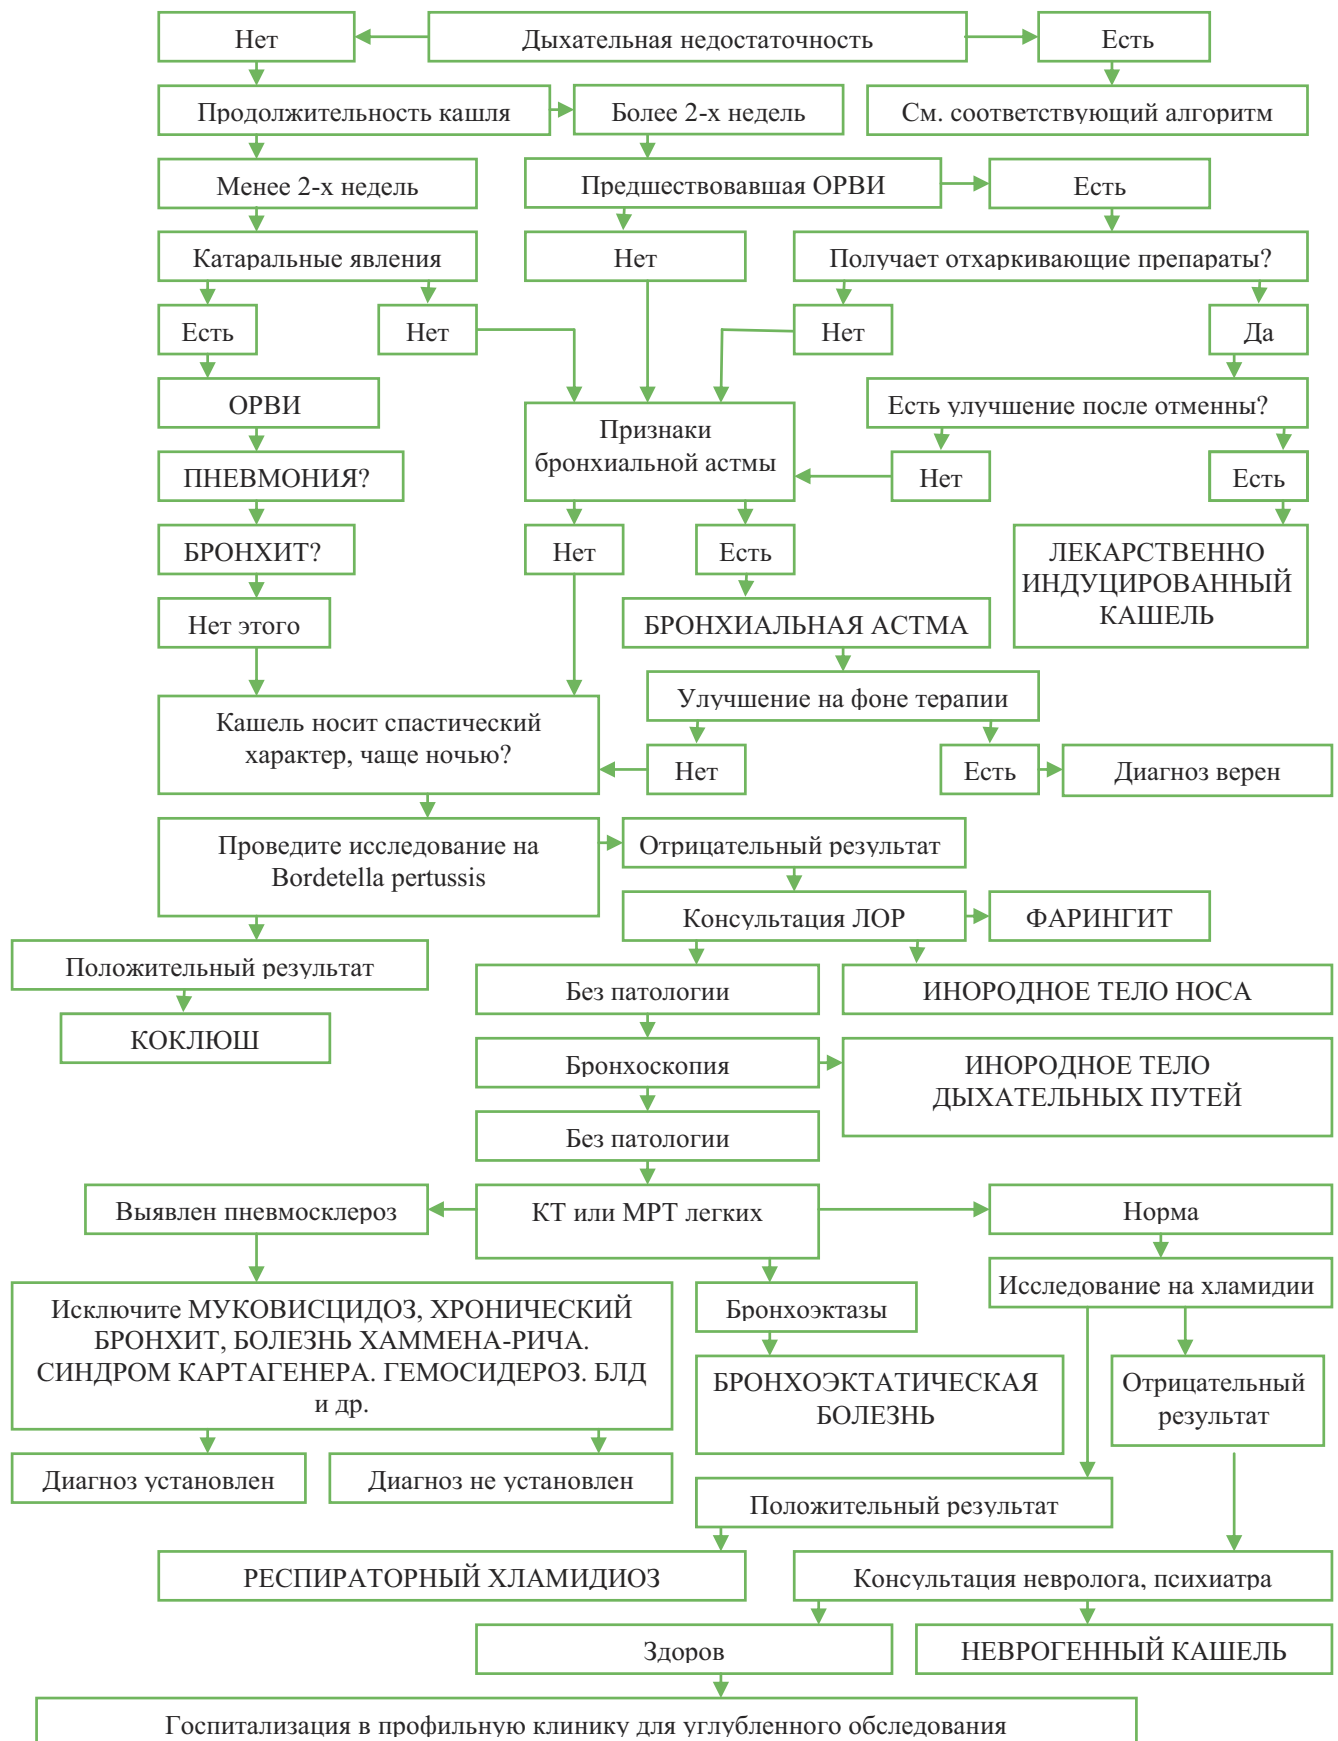 Нет
Дыхательная недостаточность
Есть
Продолжительность кашля
Более 2-х недель
См. соответствующий алгоритм
Менее 2-х недель
Предшествовавшая ОРВИ
Есть
Катаральные явления
Нет
Получает отхаркивающие препараты?
Есть
Нет
Нет
Да
ОРВИ
Признаки
бронхиальной астмы
Есть улучшение после отменны?
ПНЕВМОНИЯ?
Нет
Есть
БРОНХИТ?
Нет
Есть
ЛЕКАРСТВЕННО
ИНДУЦИРОВАННЫЙ
КАШЕЛЬ
Нет этого
БРОНХИАЛЬНАЯ АСТМА
Кашель носит спастический
характер, чаще ночью?
Улучшение на фоне терапии
Нет
Есть
Диагноз верен
Проведите исследование на
Bordetella pertussis
Отрицательный результат
Консультация ЛОР
ФАРИНГИТ
Положительный результат
Без патологии
ИНОРОДНОЕ ТЕЛО НОСА
КОКЛЮШ
Бронхоскопия
ИНОРОДНОЕ ТЕЛО
ДЫХАТЕЛЬНЫХ ПУТЕЙ
Без патологии
Выявлен пневмосклероз
КТ или МРТ легких
Норма
Исключите МУКОВИСЦИДОЗ, ХРОНИЧЕСКИЙ
БРОНХИТ, БОЛЕЗНЬ ХАММЕНА-РИЧА.
СИНДРОМ КАРТАГЕНЕРА. ГЕМОСИДЕРОЗ. БЛД
и др.
Бронхоэктазы
Исследование на хламидии
БРОНХОЭКТАТИЧЕСКАЯ
БОЛЕЗНЬ
Отрицательный
результат
Диагноз установлен
Диагноз не установлен
Положительный результат
РЕСПИРАТОРНЫЙ ХЛАМИДИОЗ
Консультация невролога, психиатра
Здоров
НЕВРОГЕННЫЙ КАШЕЛЬ
Госпитализация в профильную клинику для углубленного обследования